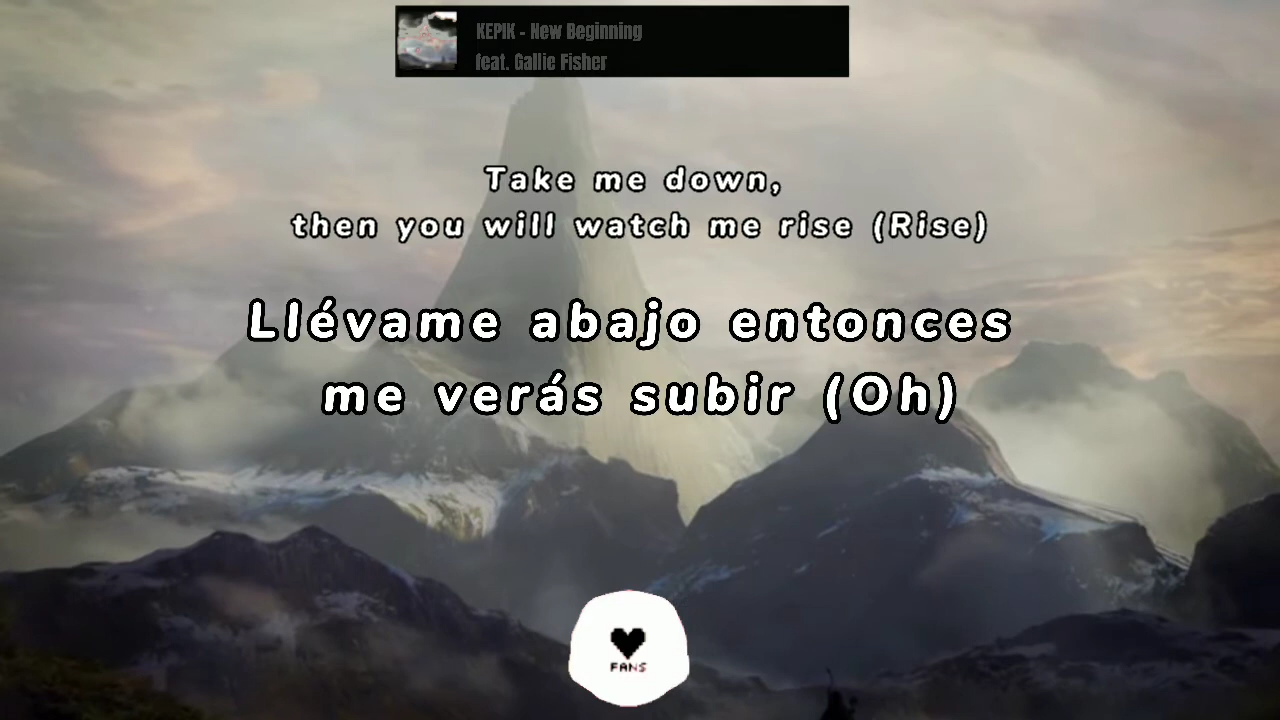 KEPIK - New Beginning
feat. Gallie Fisher
Take me down,
then you will watch me rise (Rise)
Llévame abajo entonces
me verás subir (Oh)
FANS